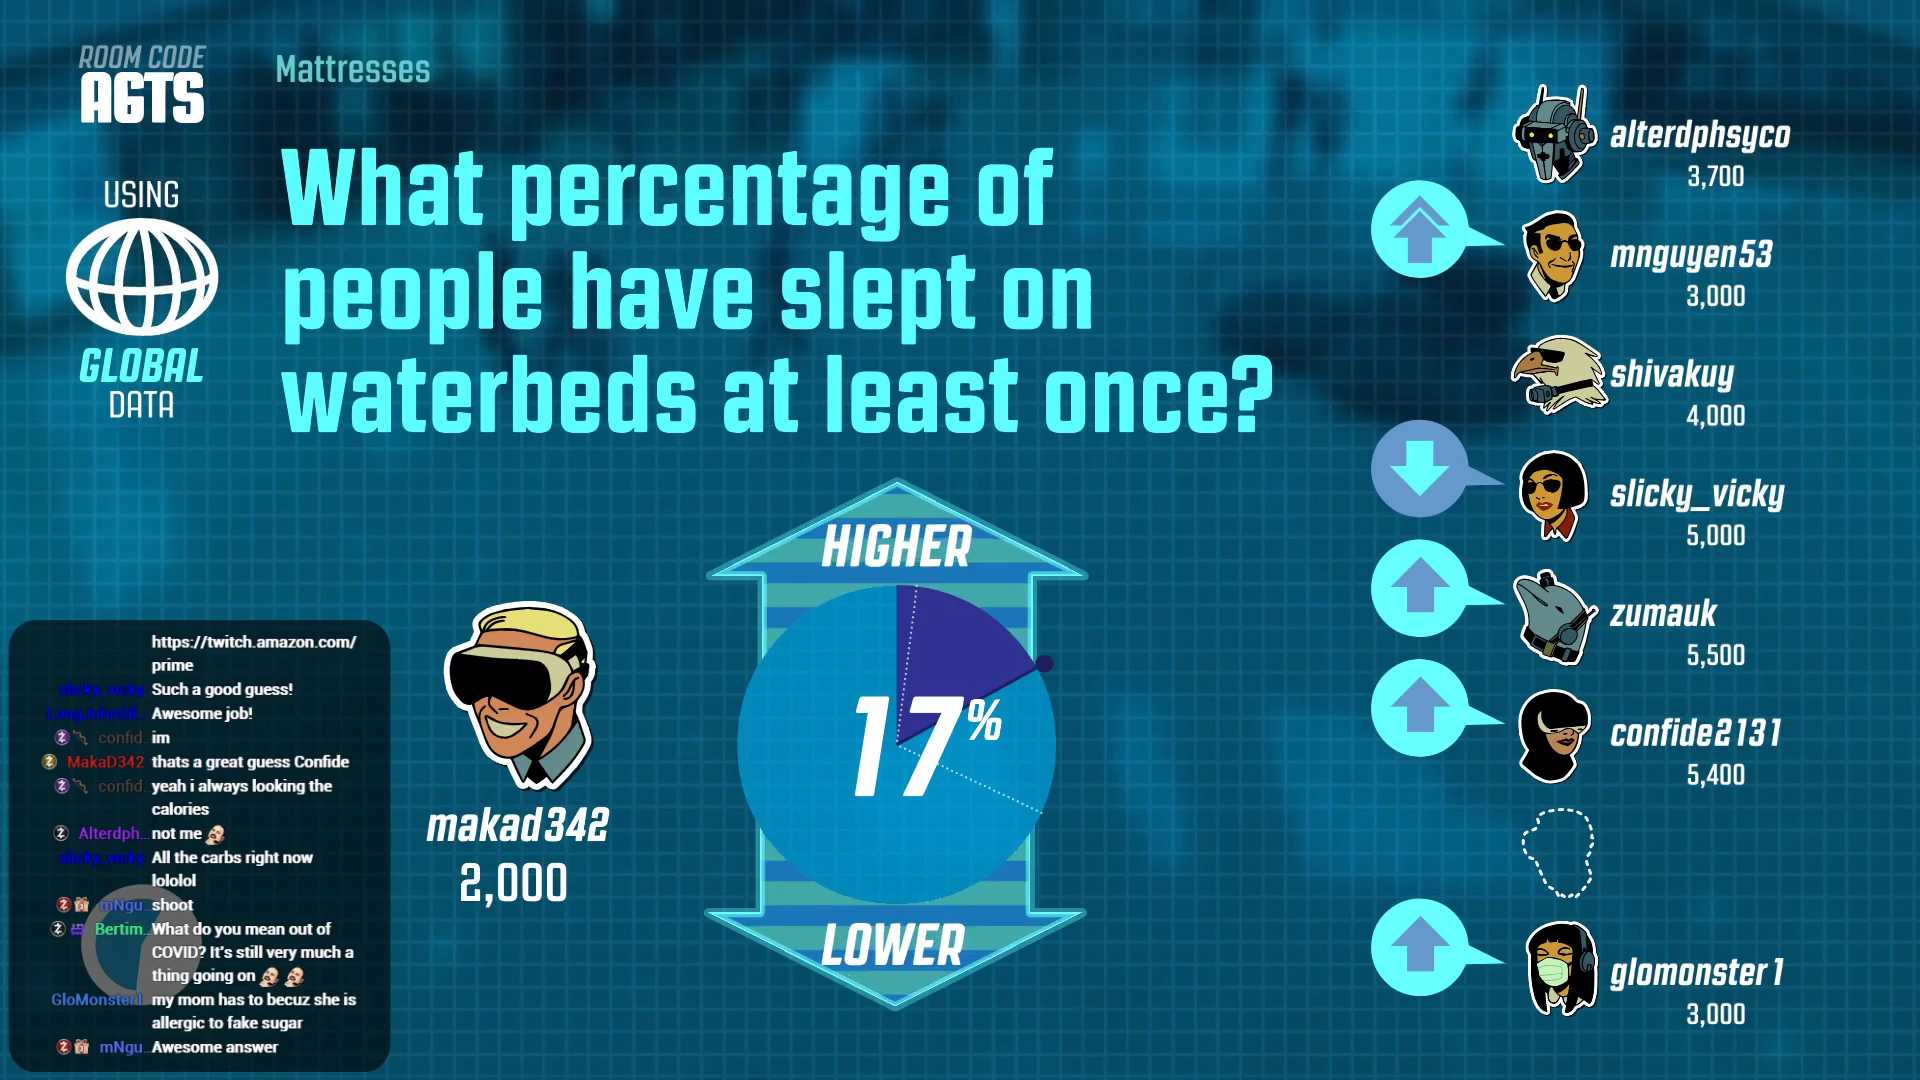 ROOM CODE
AGTS
USING
GLOBAL
DATA
Mattresses
What percentage of
people have slept on
waterbeds at least once?
HIGHER
17%
LOWER
makad342
2,000
alterdphsyco
3,700
mnguyen53
3,000
shivakuy
4,000
slicky_vicky
5,000
zumauk
5,500
confide2131
5,400
glomonster1
3,000
https://twitch.amazon.com/
prime
slicky_vicky Such a good guess!
LongJohnSil... Awesome job!
confid... im
MakaD342 thats a great guess Confide
confid... yeah i always looking the
calories
Alterdph... not me
slicky_vicky All the carbs right now
lololol
mNgu... shoot
Bertim... What do you mean out of
COVID? It's still very much a
thing going on
GloMonster1 my mom has to becuz she is
allergic to fake sugar
mNgu... Awesome answer